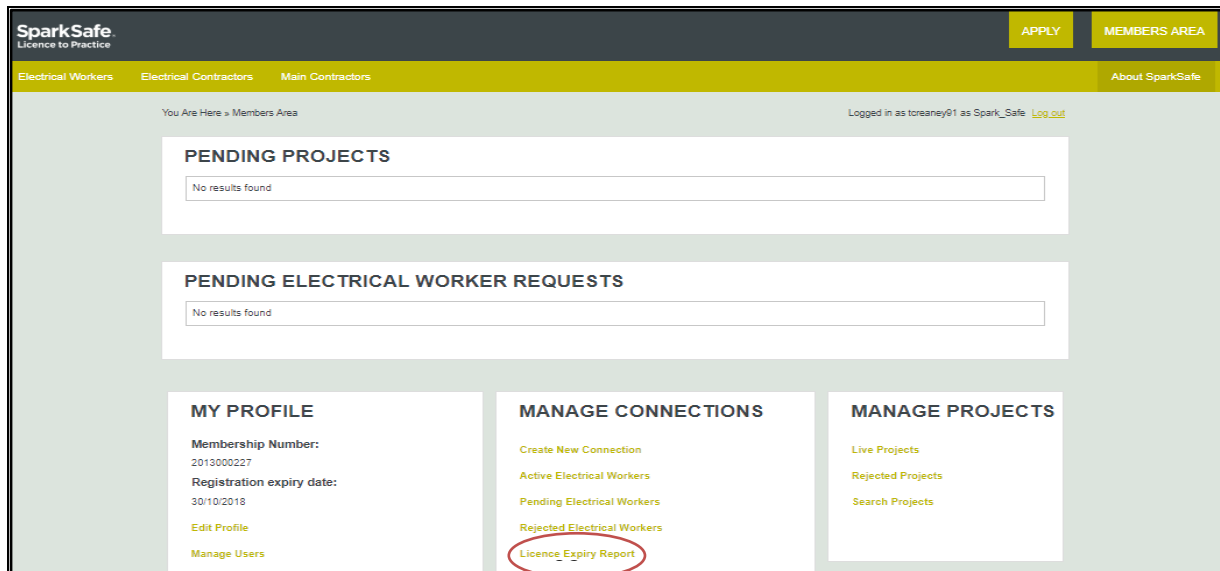 SparkSafe.
Licence to Practice
APPLY
MEMBERS AREA
Electrical Workers
Electrical Contractors
Main Contractors
About SparkSafe
You Are Here » Members Area
Logged in as toreaney91 as Spark_Safe Log out
PENDING PROJECTS
No results found
PENDING ELECTRICAL WORKER REQUESTS
No results found
MY PROFILE
Membership Number:
2013000227
Registration expiry date:
30/10/2018
Edit Profile
Manage Users
MANAGE CONNECTIONS
Create New Connection
Active Electrical Workers
Pending Electrical Workers
Rejected Electrical Workers
Licence Expiry Report
MANAGE PROJECTS
Live Projects
Rejected Projects
Search Projects